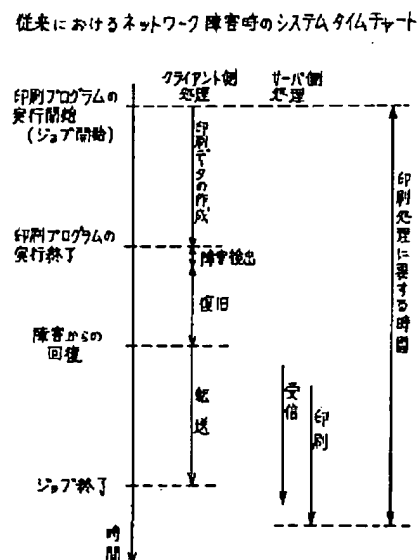 従来におけるネットワーク障害時のシステムタイムチャート
クライアント側
処理
サーバ側
処理
印刷プログラムの
実行開始
(ジョブ開始)
印刷データの作成
印刷処理に要する時間
印刷プログラムの
実行終了
障害検出
復旧
障害からの
回復
転送
受信
印刷
ジョブ終了
時間